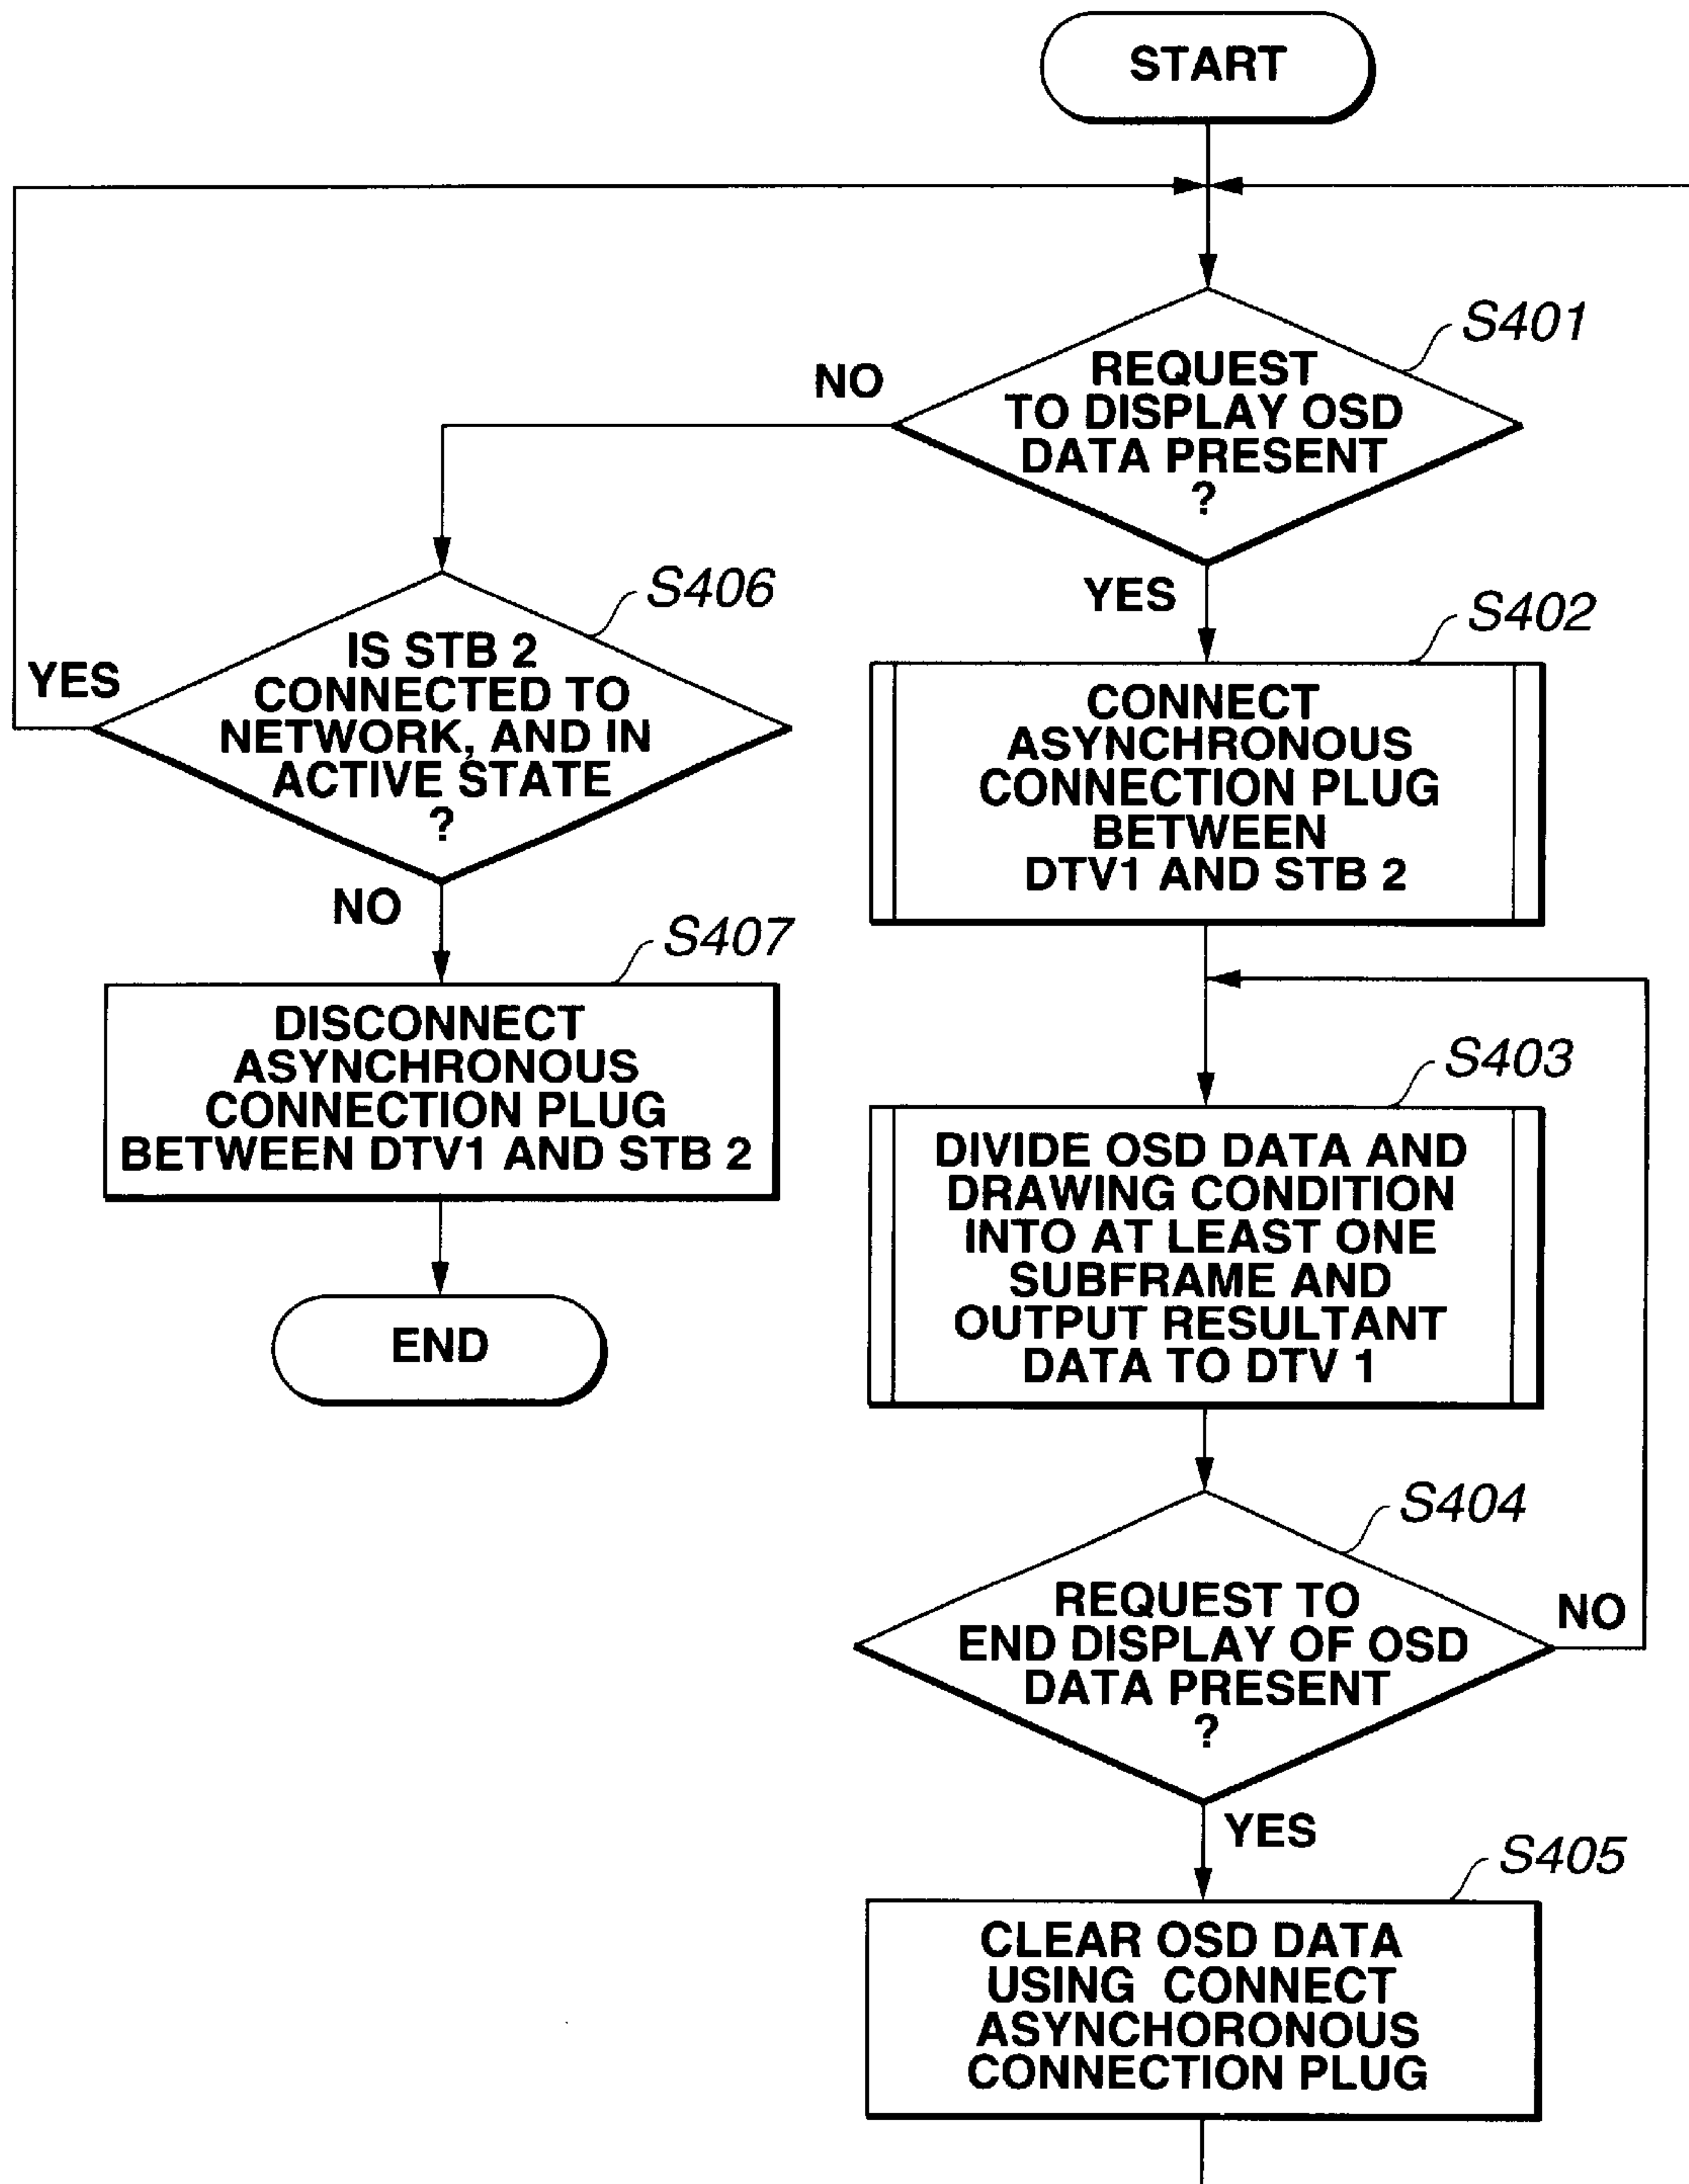 START
S401
NO
REQUEST
TO DISPLAY OSD
DATA PRESENT
?
YES
S406
IS STB 2
CONNECTED TO
NETWORK, AND IN
ACTIVE STATE
?
YES
NO
S402
CONNECT
ASYNCHRONOUS
CONNECTION PLUG
BETWEEN
DTV1 AND STB 2
S407
DISCONNECT
ASYNCHRONOUS
CONNECTION PLUG
BETWEEN DTV1 AND STB 2
END
S403
DIVIDE OSD DATA AND
DRAWING CONDITION
INTO AT LEAST ONE
SUBFRAME AND
OUTPUT RESULTANT
DATA TO DTV 1
S404
REQUEST TO
END DISPLAY OF OSD
DATA PRESENT
?
NO
YES
S405
CLEAR OSD DATA
USING CONNECT
ASYNCHORONOUS
CONNECTION PLUG